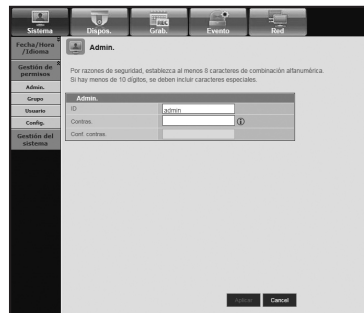 Sistema
Dispos.
Grab.
Evento
Red
Fecha/Hora
/Idioma
Gestión de
permisos
Admin.
Grupo
Usuario
Config.
Gestión del
sistema
Admin.
Por razones de seguridad, establezca al menos 8 caracteres de combinación alfanumérica.
Si hay menos de 10 dígitos, se deben incluir caracteres especiales.
Admin.
ID
admin
Contras.
Conf. contras.
Aplicar
Cancel